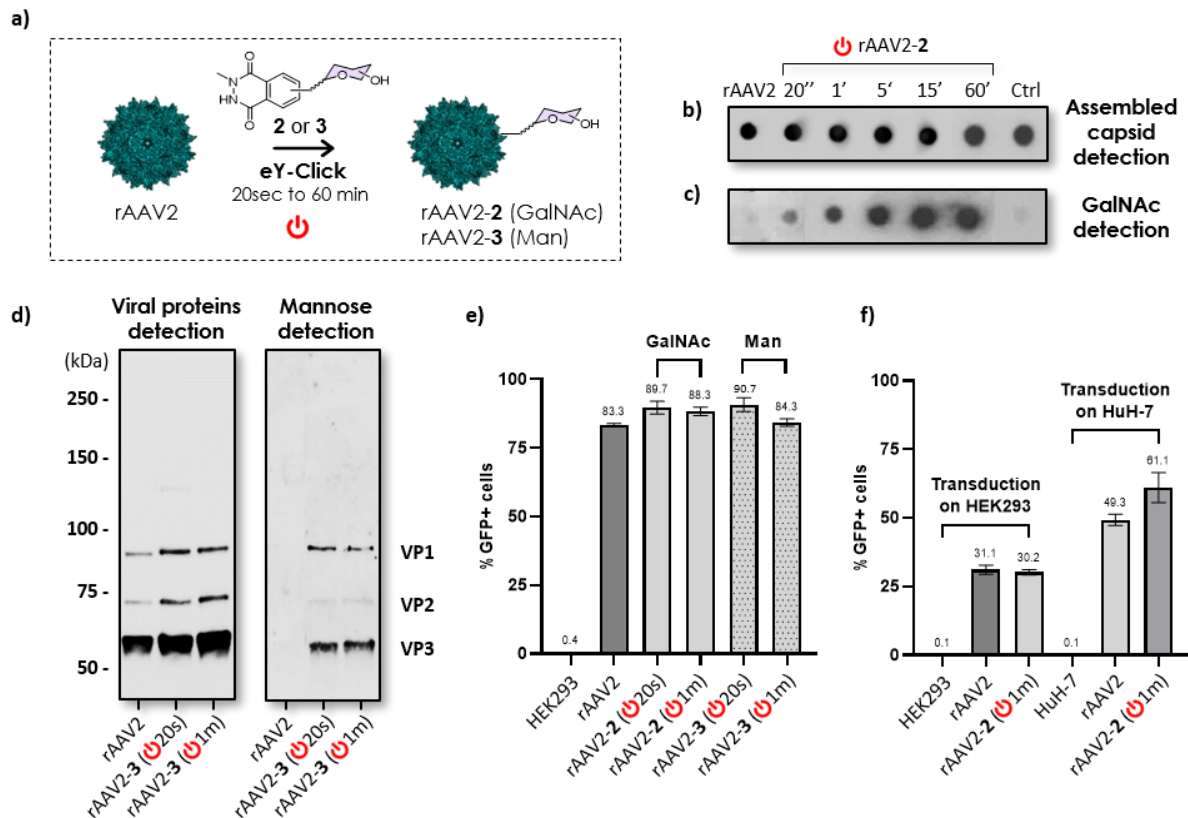 a)
O
N
HN
O
O
OH
2 or 3
eY-Click
20sec to 60 min
rAAV2
O
OH
rAAV2-2 (GalNAc)
rAAV2-3 (Man)
rAAV2-2
rAAV2 20″ 1′ 5′ 15′ 60′ Ctrl
b)
Assembled
capsid
detection
c)
GalNAc
detection
d)
Viral proteins
detection
Mannose
detection
(kDa)
250 -
150 -
100 -
75 -
50 -
VP1
VP2
VP3
rAAV2
rAAV2-3 (20s)
rAAV2-3 (1m)
rAAV2
rAAV2-3 (20s)
rAAV2-3 (1m)
e)
GalNAc
Man
% GFP+ cells
100
75
50
25
0
0.4
83.3
89.7
88.3
90.7
84.3
HEK293
rAAV2
rAAV2-2 (20s)
rAAV2-2 (1m)
rAAV2-3 (20s)
rAAV2-3 (1m)
f)
Transduction
on HuH-7
Transduction
on HEK293
% GFP+ cells
100
75
50
25
0
0.1
31.1
30.2
0.1
49.3
61.1
HEK293
rAAV2
rAAV2-2 (1m)
HuH-7
rAAV2
rAAV2-2 (1m)